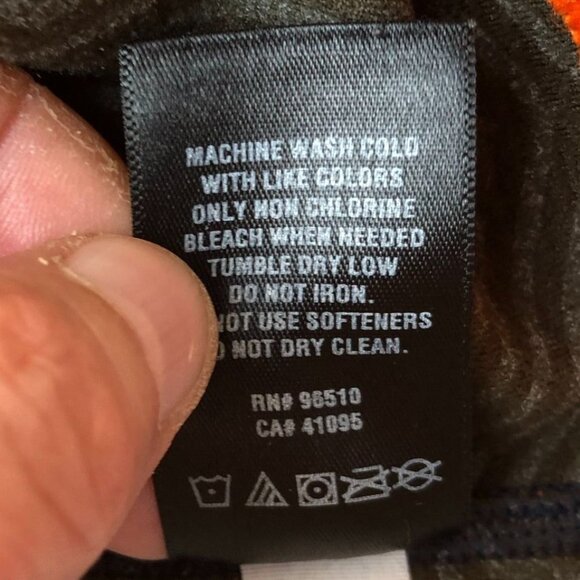 MACHINE WASH COLD
WITH LIKE COLORS
ONLY NON CHLORINE
BLEACH WHEN NEEDED
TUMBLE DRY LOW
DO NOT IRON.
NOT USE SOFTENERS
NOT DRY CLEAN.
RN# 96510
CA# 41095